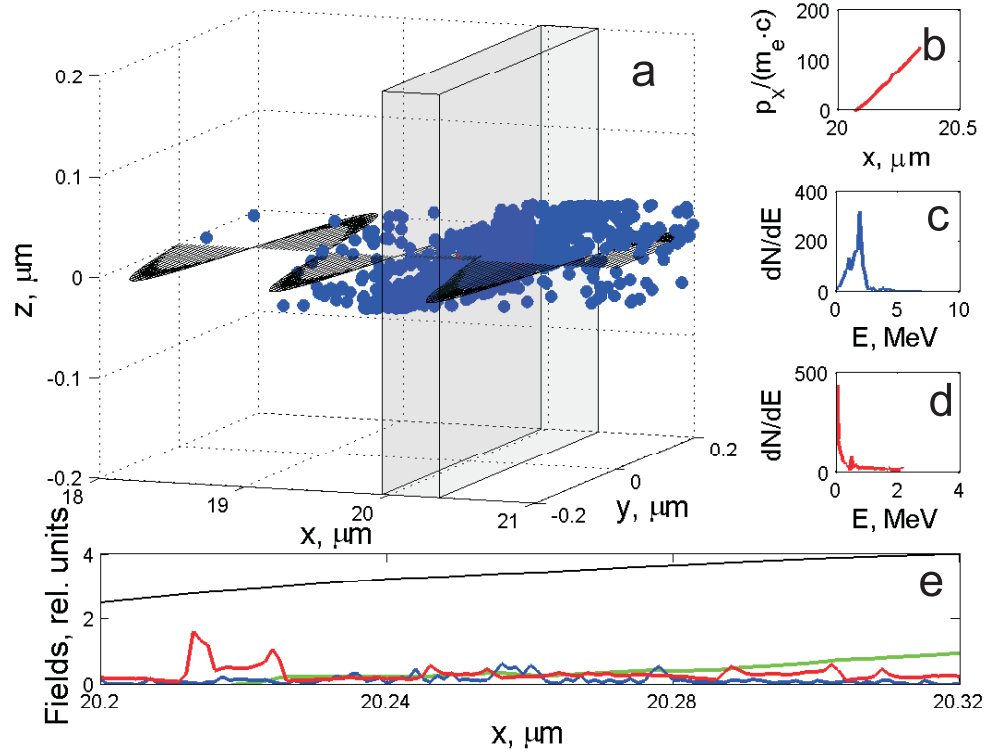 a
0.2
0.1
0
-0.1
-0.2
z, μm
18
19
20
21
x, μm
-0.2
0
0.2
y, μm
b
200
100
0
p_x/(m_e·c)
20
20.5
x, μm
c
400
200
0
dN/dE
0
5
10
E, MeV
d
500
0
dN/dE
0
2
4
E, MeV
e
4
2
0
Fields, rel. units
20.2
20.24
20.28
20.32
x, μm